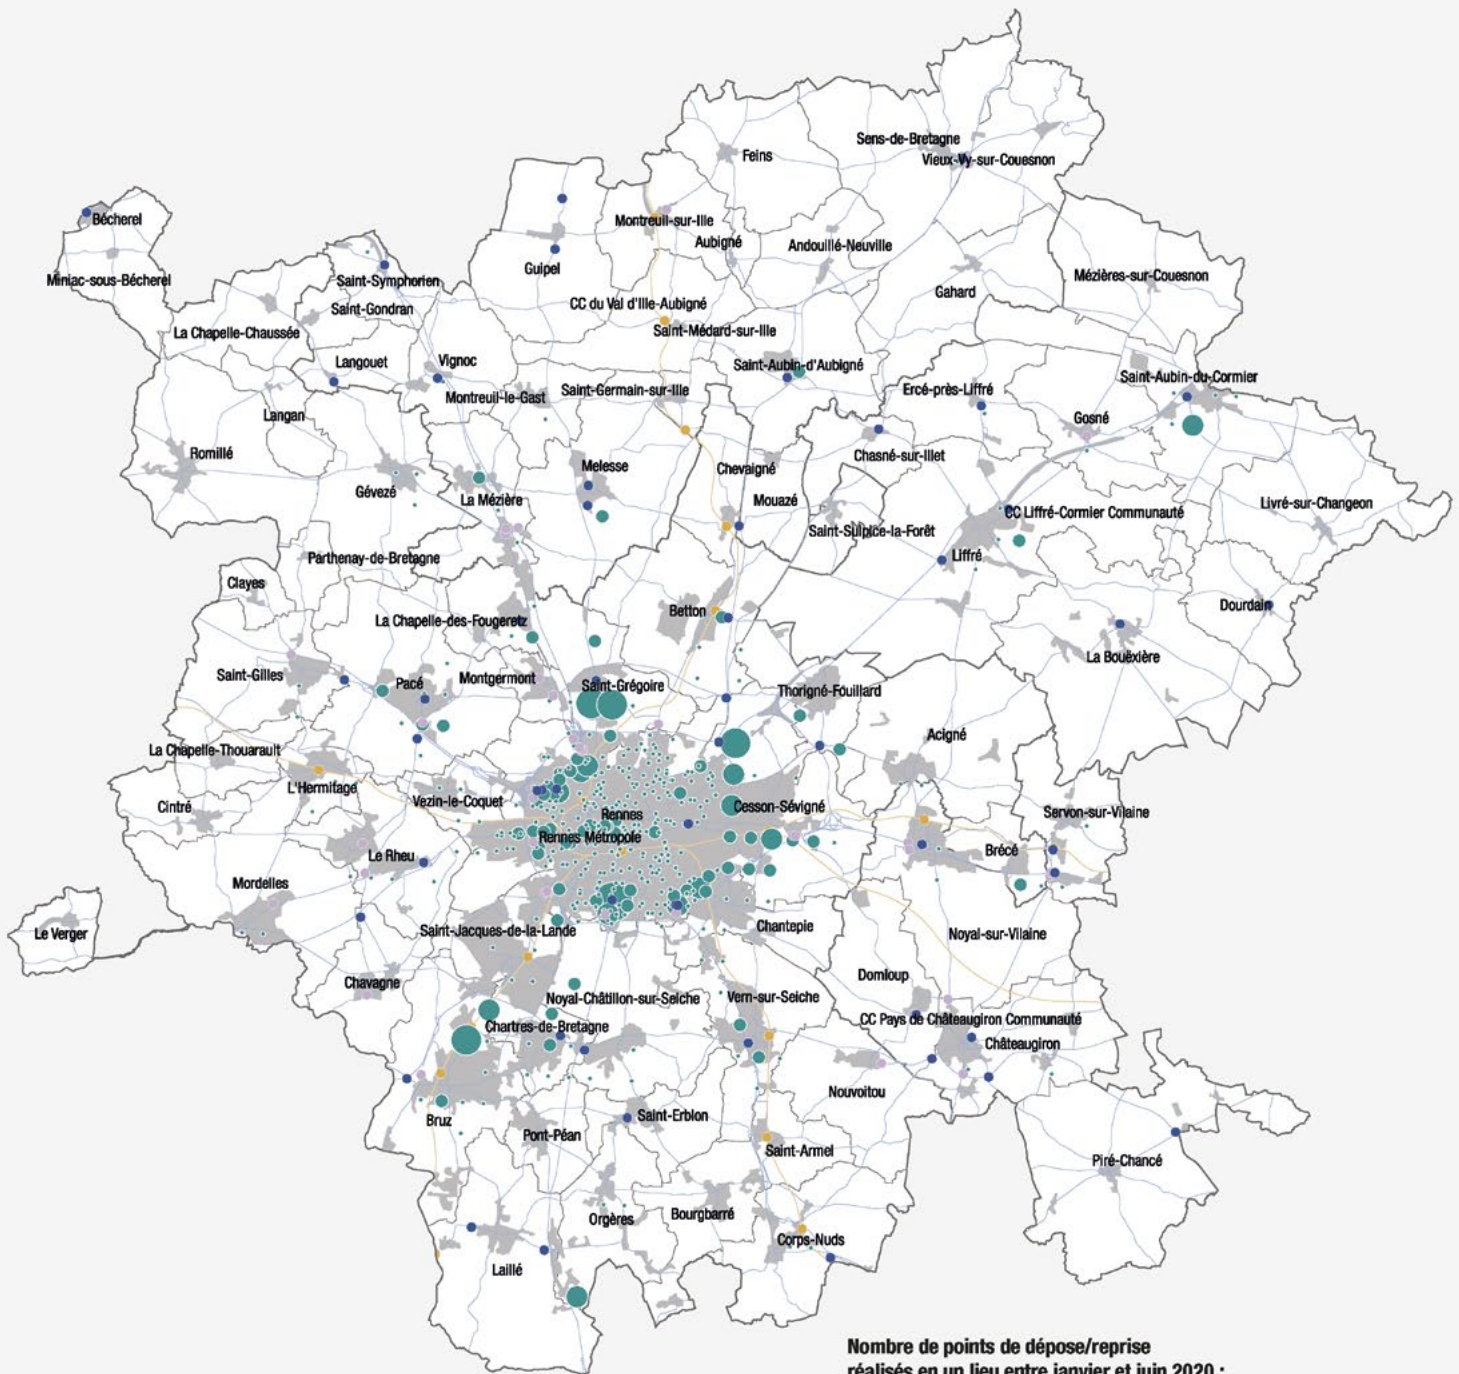 Sens-de-Bretagne
Feins
Vieux-Vy-sur-Couesnon
Bécherel
Montreuil-sur-Ille
Aubigné
Andouillé-Neuville
Guipel
Mézières-sur-Couesnon
Miniac-sous-Bécherel
Saint-Symphorien
Gahard
CC du Val d'Ille-Aubigné
Saint-Gondran
La Chapelle-Chaussée
Saint-Médard-sur-Ille
Langouet
Vignoc
Saint-Aubin-d'Aubigné
Saint-Aubin-du-Cormier
Montreuil-le-Gast
Saint-Germain-sur-Ille
Ercé-près-Liffré
Langan
Gosné
Romillé
Chasné-sur-Illet
Melesse
Chevaigné
Gévezé
La Mézière
Mouazé
Livré-sur-Changeon
CC Liffré-Cormier Communauté
Saint-Sulpice-la-Forêt
Parthenay-de-Bretagne
Liffré
Clayes
Dourdain
Betton
La Chapelle-des-Fougeretz
La Bouëxière
Saint-Gilles
Pacé
Montgermont
Saint-Grégoire
Thorigné-Fouillard
Acigné
La Chapelle-Thouarault
L'Hermitage
Vezin-le-Coquet
Cintré
Cesson-Sévigné
Servon-sur-Vilaine
Rennes
Rennes Métropole
Brécé
Le Rheu
Mordelles
Le Verger
Saint-Jacques-de-la-Lande
Chantepie
Noyal-sur-Vilaine
Chavagne
Domloup
Noyal-Châtillon-sur-Seiche
Vern-sur-Seiche
CC Pays de Châteaugiron Communauté
Chartres-de-Bretagne
Châteaugiron
Nouvoitou
Bruz
Saint-Erblon
Pont-Péan
Saint-Armel
Piré-Chancé
Orgères
Bourgbarré
Corps-Nuds
Laillé
Nombre de points de dépose/reprise
réalisés en un lieu entre janvier et juin 2020 :